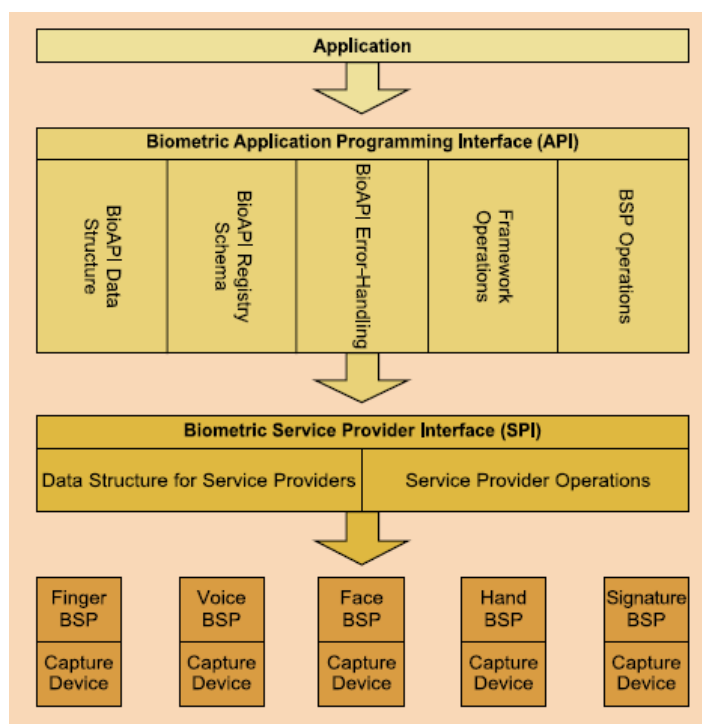 Application
Biometric Application Programming Interface (API)
BioAPI Data
Structure
BioAPI Registry
Schema
BioAPI Error-Handling
Framework
Operations
BSP Operations
Biometric Service Provider Interface (SPI)
Data Structure for Service Providers
Service Provider Operations
Finger
BSP
Capture
Device
Voice
BSP
Capture
Device
Face
BSP
Capture
Device
Hand
BSP
Capture
Device
Signature
BSP
Capture
Device